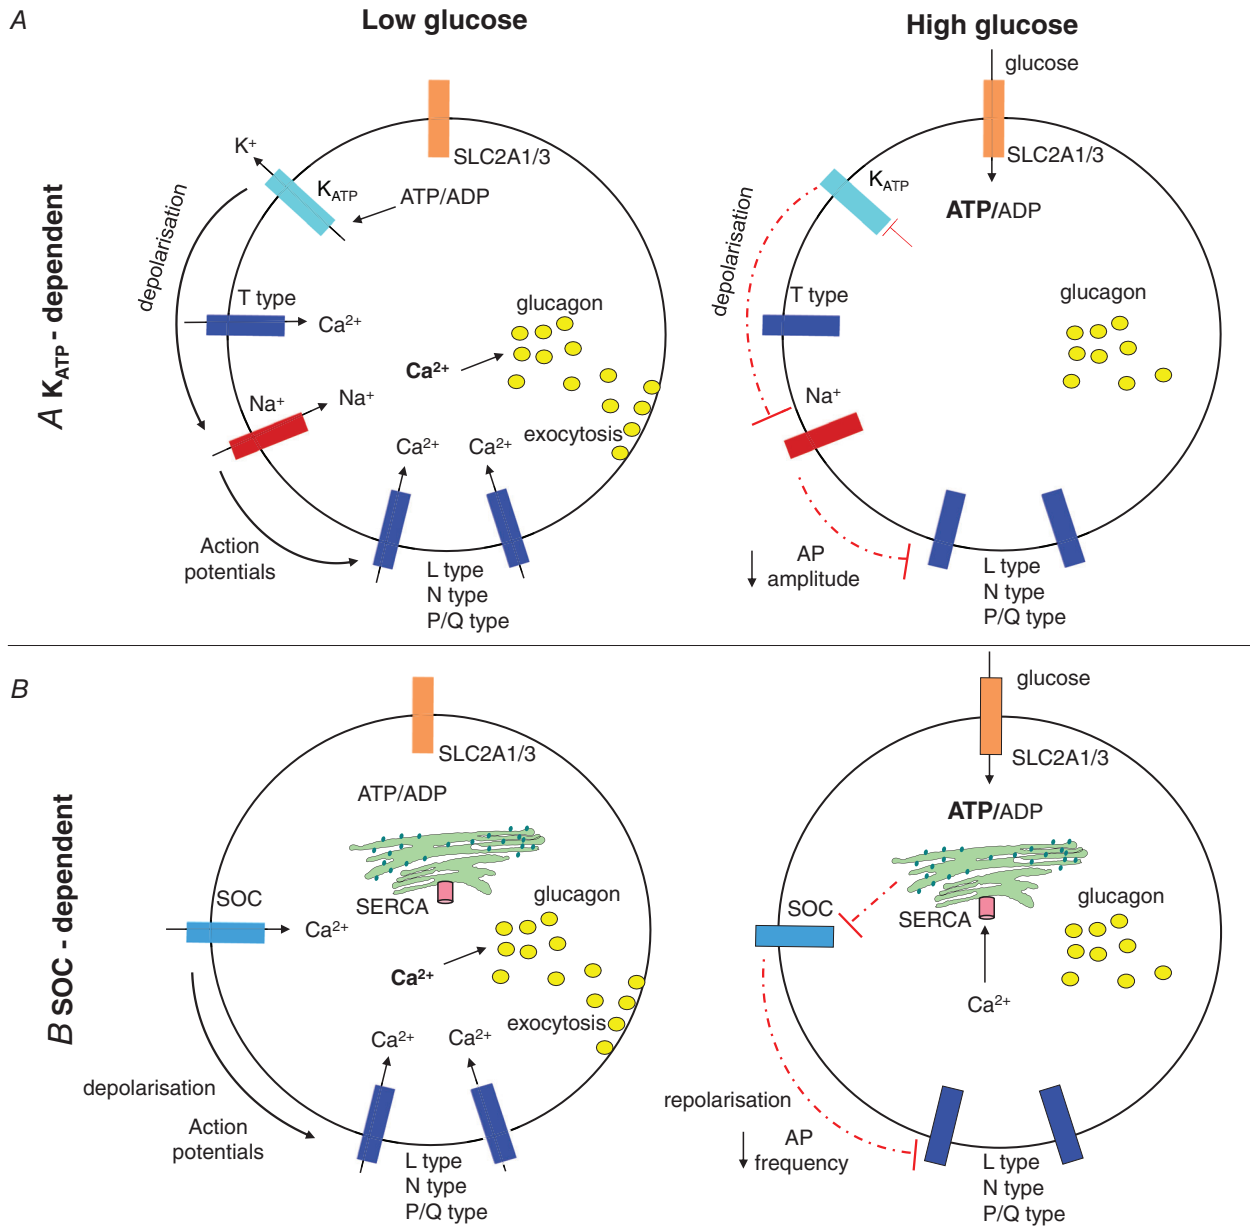 A
Low glucose
High glucose
A K_ATP - dependent
K⁺
K_ATP
SLC2A1/3
ATP/ADP
depolarisation
T type
Ca²⁺
glucagon
Ca²⁺
Na⁺
Na⁺
exocytosis
Ca²⁺
Ca²⁺
Action
potentials
L type
N type
P/Q type
glucose
SLC2A1/3
K_ATP
ATP/ADP
depolarisation
T type
glucagon
Na⁺
AP
amplitude
L type
N type
P/Q type
B
B SOC - dependent
SLC2A1/3
ATP/ADP
SOC
SERCA
glucagon
Ca²⁺
Ca²⁺
exocytosis
Ca²⁺
Ca²⁺
depolarisation
Action
potentials
L type
N type
P/Q type
glucose
SLC2A1/3
ATP/ADP
SOC
SERCA
glucagon
Ca²⁺
repolarisation
AP
frequency
L type
N type
P/Q type